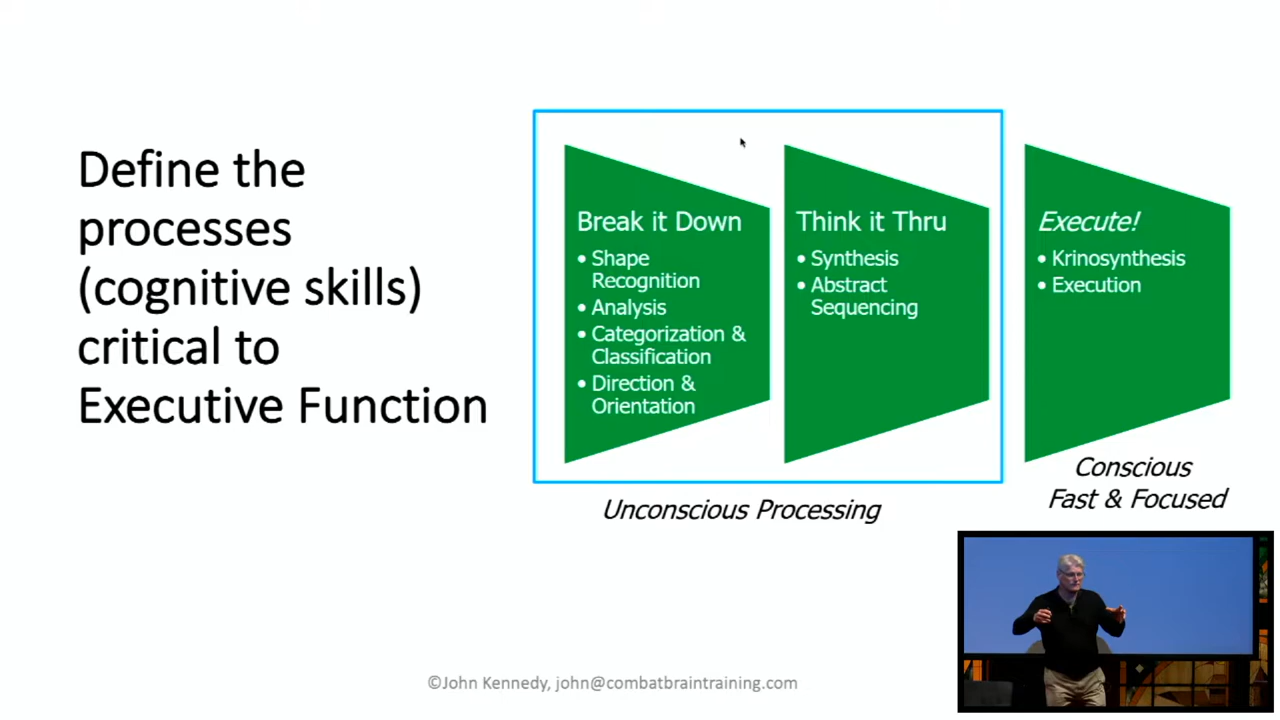 Define the
processes
(cognitive skills)
critical to
Executive Function
Break it Down
• Shape
Recognition
• Analysis
• Categorization &
Classification
• Direction &
Orientation
Think it Thru
• Synthesis
• Abstract
Sequencing
Execute!
• Krinosynthesis
• Execution
Unconscious Processing
Conscious
Fast & Focused
©John Kennedy, john@combatbraintraining.com